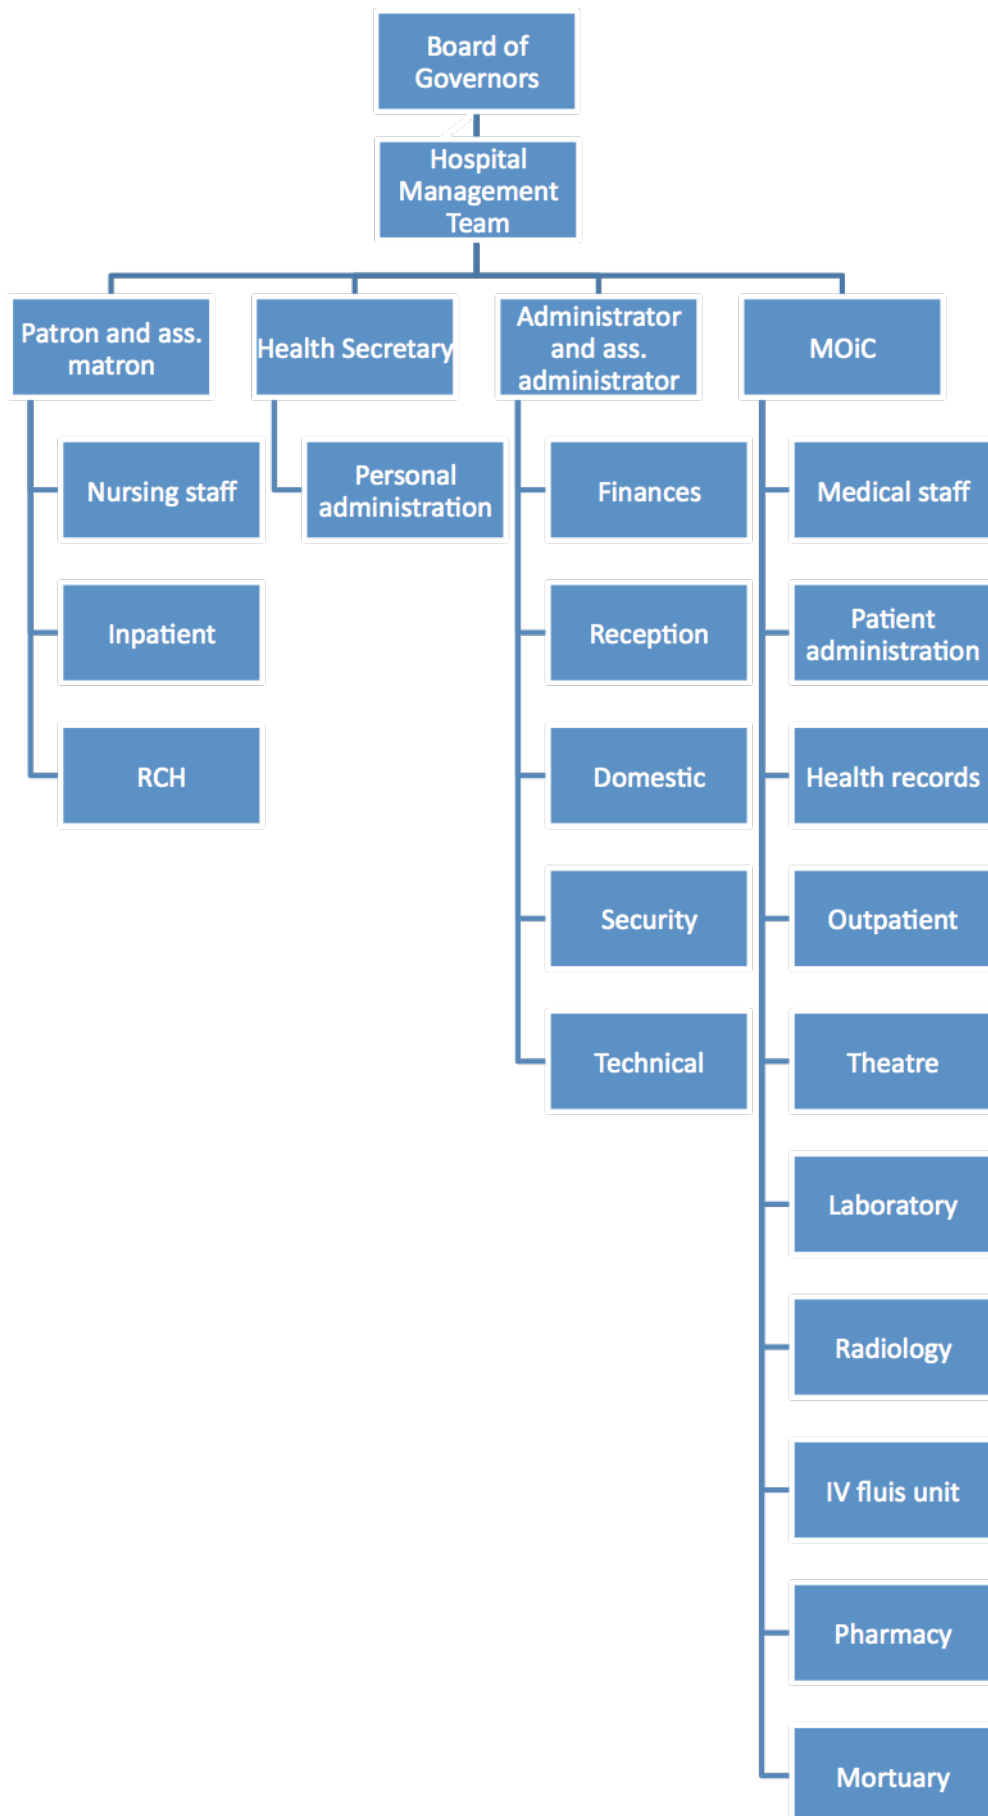 Board of
Governors
Hospital
Management
Team
Patron and ass.
matron
Health Secretary
Administrator
and ass.
administrator
MOiC
Nursing staff
Personal
administration
Finances
Medical staff
Inpatient
Reception
Patient
administration
RCH
Domestic
Health records
Security
Outpatient
Technical
Theatre
Laboratory
Radiology
IV fluis unit
Pharmacy
Mortuary